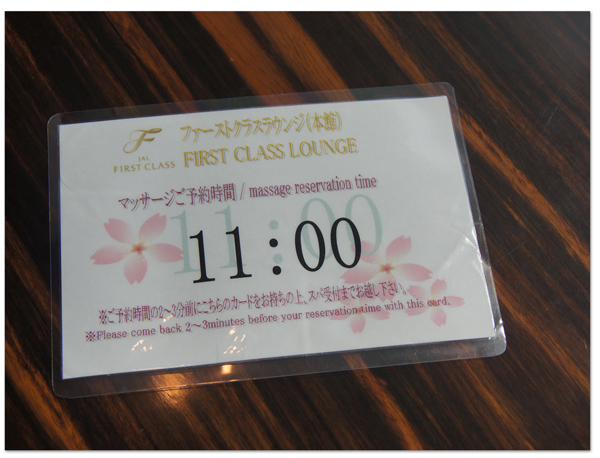 ファーストクラスラウンジ(本館)
F
JAL
FIRST CLASS
FIRST CLASS LOUNGE
マッサージご予約時間 / massage reservation time
11:00
※ご予約時間の2～3分前にこちらのカードをお持ちの上、スパ受付までお越し下さい。
※Please come back 2～3minutes before your reservation time with this card.